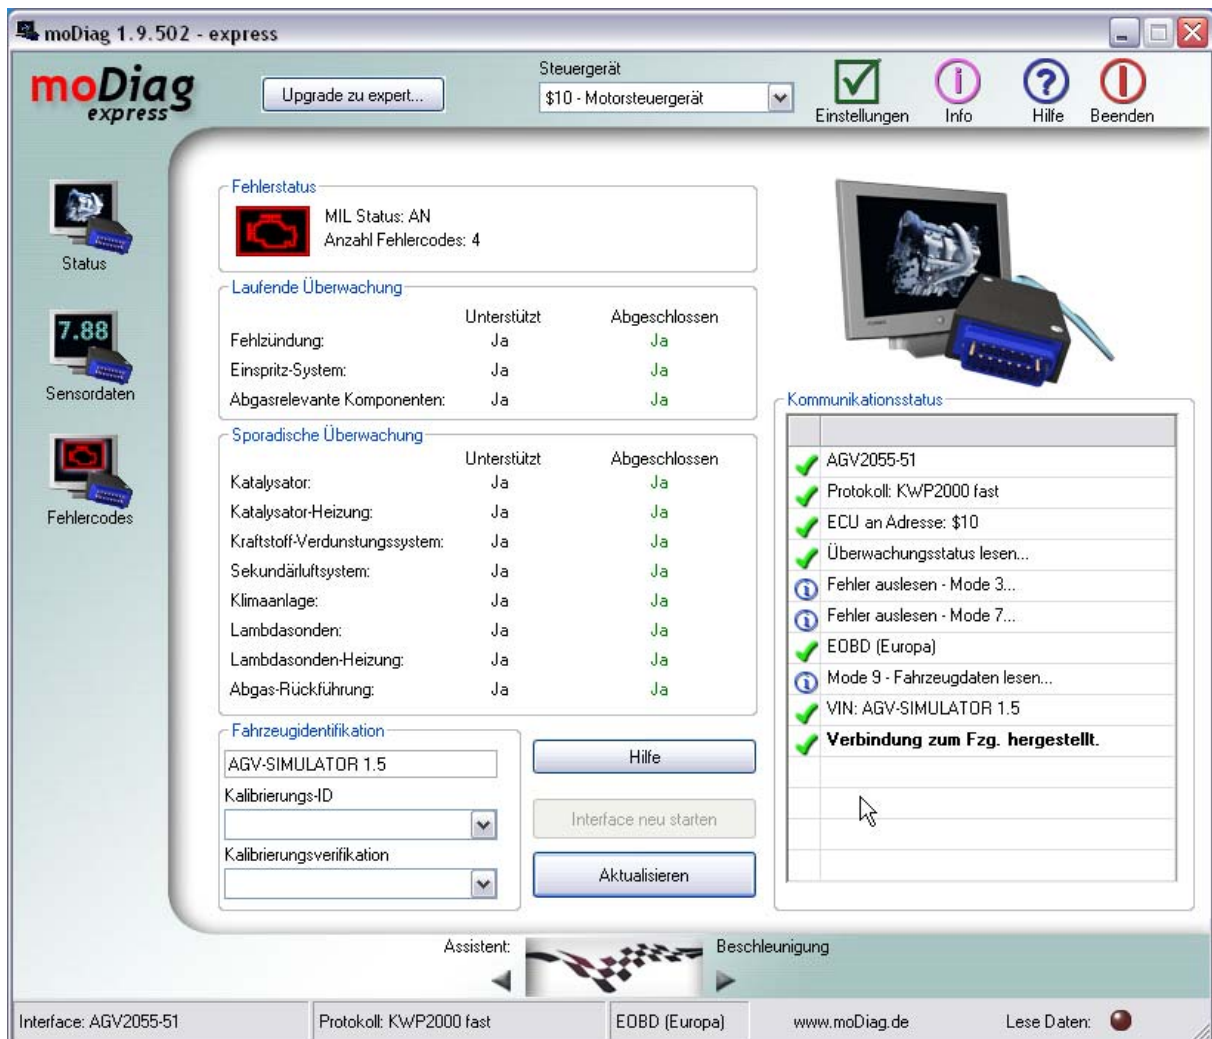 moDiag 1.9.502 - express
moDiag
express
Upgrade zu expert...
Steuergerät
$10 - Motorsteuergerät
Einstellungen
Info
Hilfe
Beenden
Status
7.88
Sensordaten
Fehlercodes
Fehlerstatus
MIL Status: AN
Anzahl Fehlercodes: 4
Laufende Überwachung
Unterstützt Abgeschlossen
Fehlzündung: Ja Ja
Einspritz-System: Ja Ja
Abgasrelevante Komponenten: Ja Ja
Sporadische Überwachung
Unterstützt Abgeschlossen
Katalysator: Ja Ja
Katalysator-Heizung: Ja Ja
Kraftstoff-Verdunstungssystem: Ja Ja
Sekundärluftsystem: Ja Ja
Klimaanlage: Ja Ja
Lambdasonden: Ja Ja
Lambdasonden-Heizung: Ja Ja
Abgas-Rückführung: Ja Ja
Fahrzeugidentifikation
AGV-SIMULATOR 1.5
Kalibrierungs-ID
Kalibrierungsverifikation
Hilfe
Interface neu starten
Aktualisieren
Kommunikationsstatus
AGV2055-51
Protokoll: KWP2000 fast
ECU an Adresse: $10
Überwachungsstatus lesen...
Fehler auslesen - Mode 3...
Fehler auslesen - Mode 7...
EOBD (Europa)
Mode 9 - Fahrzeugdaten lesen...
VIN: AGV-SIMULATOR 1.5
Verbindung zum Fzg. hergestellt.
Assistent:
Beschleunigung
Interface: AGV2055-51
Protokoll: KWP2000 fast
EOBD (Europa)
www.moDiag.de
Lese Daten: